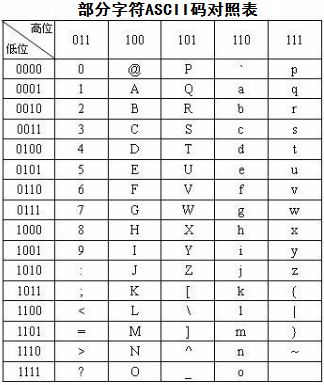 部分字符ASCII码对照表
高位
低位 011 100 101 110 111
0000 0 @ P ` p
0001 1 A Q a q
0010 2 B R b r
0011 3 C S c s
0100 4 D T d t
0101 5 E U e u
0110 6 F V f v
0111 7 G W g w
1000 8 H X h x
1001 9 I Y i y
1010 : J Z j z
1011 ; K [ k {
1100 < L \ l |
1101 = M ] m }
1110 > N ^ n ~
1111 ? O _ o